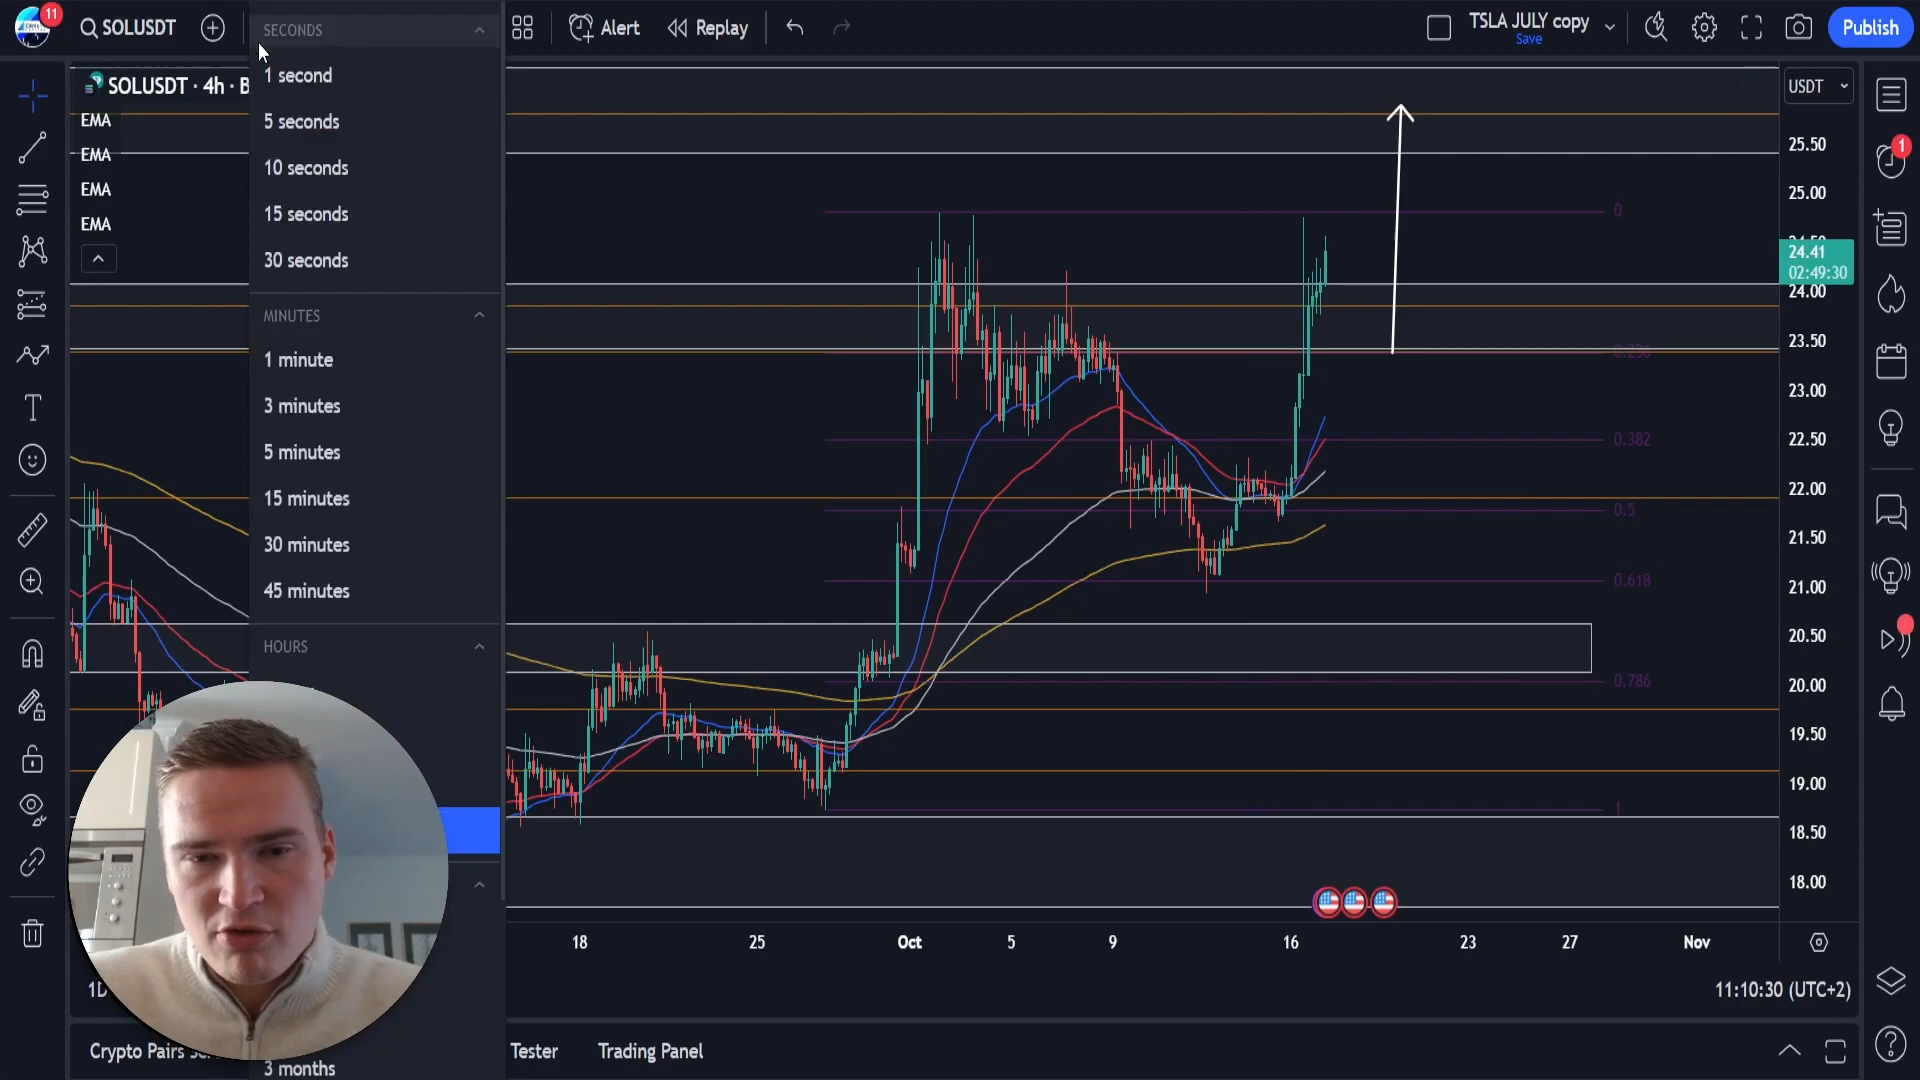 11
SOLUSDT
Alert
Replay
TSLA JULY copy
Save
Publish
SECONDS
1 second
5 seconds
10 seconds
15 seconds
30 seconds
MINUTES
1 minute
3 minutes
5 minutes
15 minutes
30 minutes
45 minutes
HOURS
3 months
SOLUSDT · 4h · B
EMA
EMA
EMA
EMA
USDT
25.50
25.00
24.41
02:49:30
24.00
23.50
23.00
22.50
22.00
21.50
21.00
20.50
20.00
19.50
19.00
18.50
18.00
0
0.236
0.382
0.5
0.618
0.786
1
18
25
Oct
5
9
16
23
27
Nov
1D
11:10:30 (UTC+2)
Crypto Pairs
Tester
Trading Panel
1